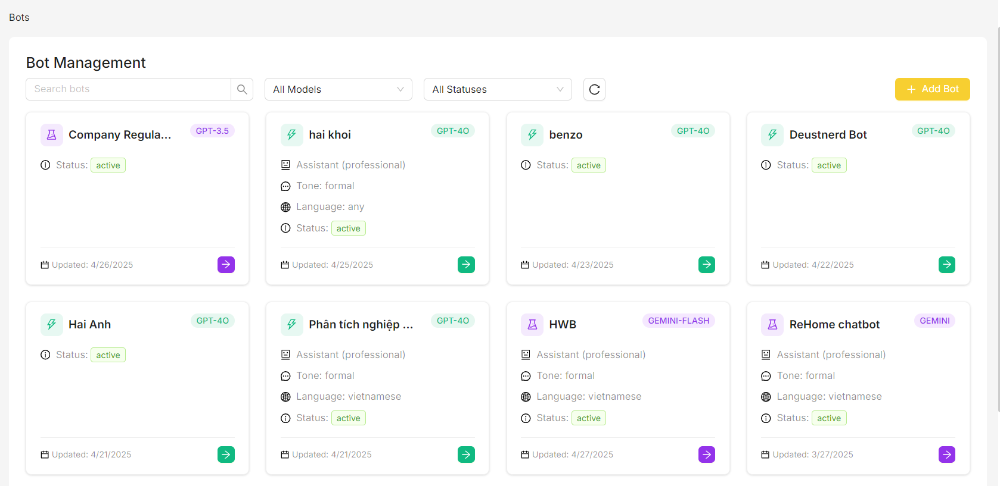 Bots
Bot Management
Search bots
All Models
All Statuses
+ Add Bot
Company Regula...
GPT-3.5
Status: active
Updated: 4/26/2025
hai khoi
GPT-4O
Assistant (professional)
Tone: formal
Language: any
Status: active
Updated: 4/25/2025
benzo
GPT-4O
Status: active
Updated: 4/23/2025
Deustnerd Bot
GPT-4O
Status: active
Updated: 4/22/2025
Hai Anh
GPT-4O
Status: active
Updated: 4/21/2025
Phân tích nghiệp ...
GPT-4O
Assistant (professional)
Tone: formal
Language: vietnamese
Status: active
Updated: 4/21/2025
HWB
GEMINI-FLASH
Assistant (professional)
Tone: formal
Language: vietnamese
Status: active
Updated: 4/27/2025
ReHome chatbot
GEMINI
Assistant (professional)
Tone: formal
Language: vietnamese
Status: active
Updated: 3/27/2025